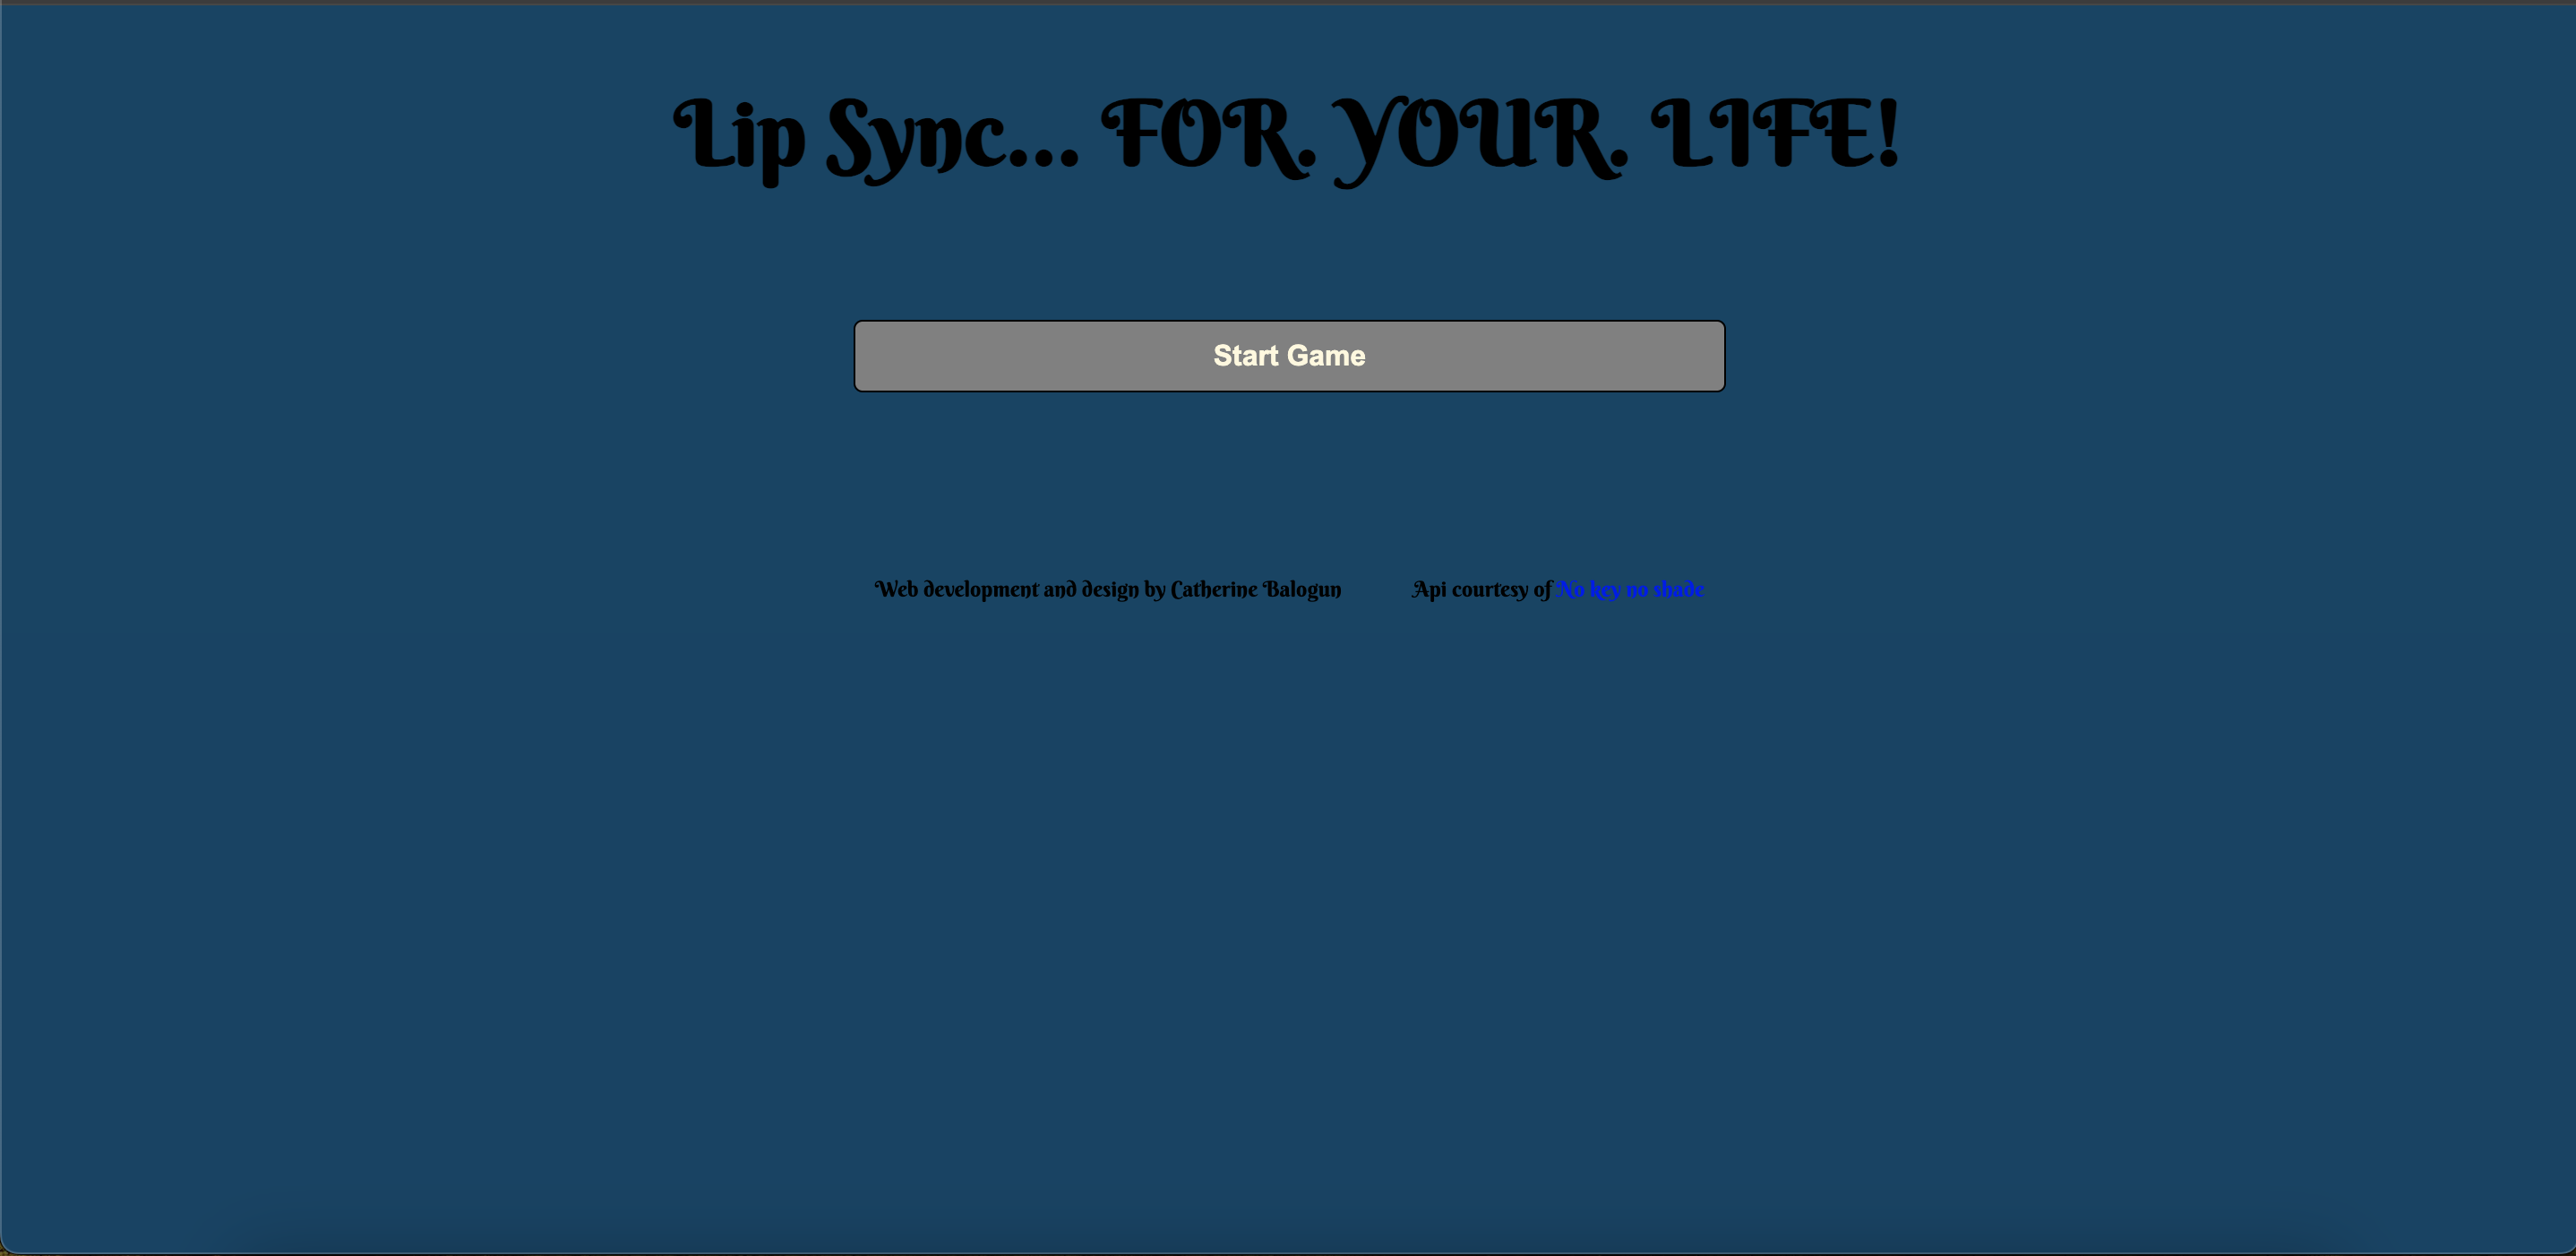 Lip Sync... FOR. YOUR. LIFE!
Start Game
Web development and design by Catherine Balogun
Api courtesy of No key no shade